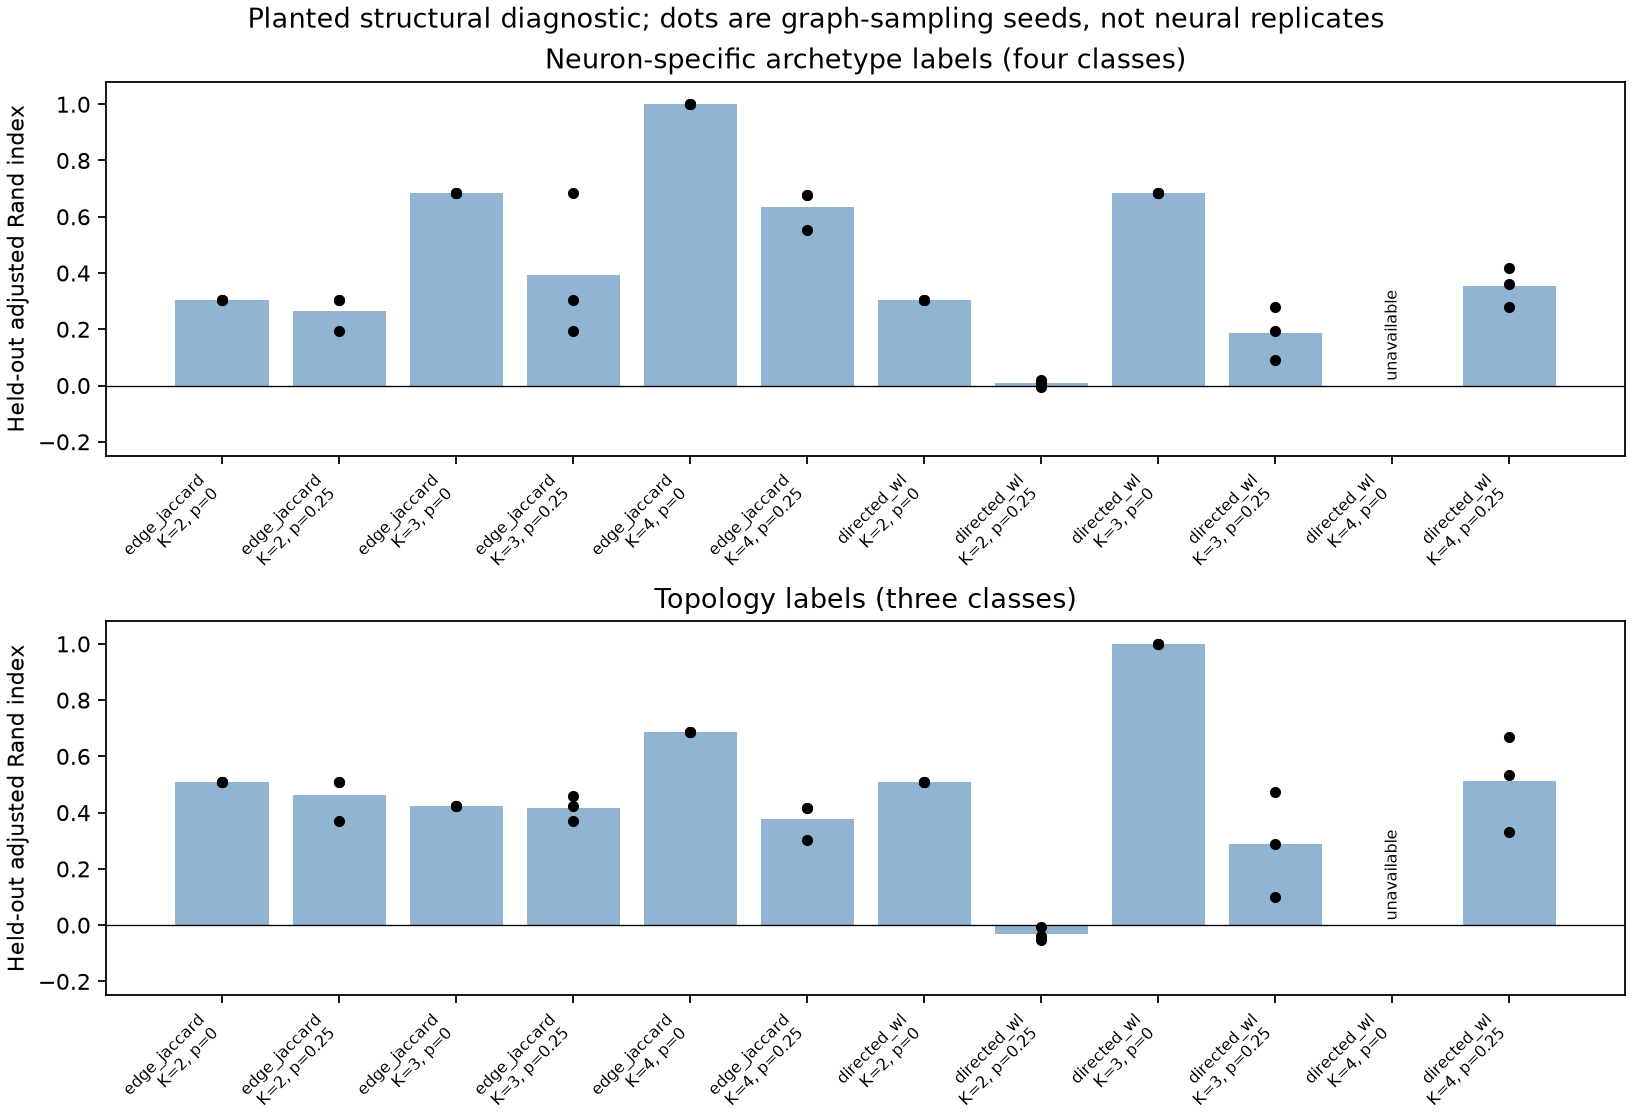 Planted structural diagnostic; dots are graph-sampling seeds, not neural replicates
Neuron-specific archetype labels (four classes)
Held-out adjusted Rand index
1.0
0.8
0.6
0.4
0.2
0.0
−0.2
unavailable
edge_jaccard
K=2, p=0
edge_jaccard
K=2, p=0.25
edge_jaccard
K=3, p=0
edge_jaccard
K=3, p=0.25
edge_jaccard
K=4, p=0
edge_jaccard
K=4, p=0.25
directed_wl
K=2, p=0
directed_wl
K=2, p=0.25
directed_wl
K=3, p=0
directed_wl
K=3, p=0.25
directed_wl
K=4, p=0
directed_wl
K=4, p=0.25
Topology labels (three classes)
Held-out adjusted Rand index
1.0
0.8
0.6
0.4
0.2
0.0
−0.2
unavailable
edge_jaccard
K=2, p=0
edge_jaccard
K=2, p=0.25
edge_jaccard
K=3, p=0
edge_jaccard
K=3, p=0.25
edge_jaccard
K=4, p=0
edge_jaccard
K=4, p=0.25
directed_wl
K=2, p=0
directed_wl
K=2, p=0.25
directed_wl
K=3, p=0
directed_wl
K=3, p=0.25
directed_wl
K=4, p=0
directed_wl
K=4, p=0.25